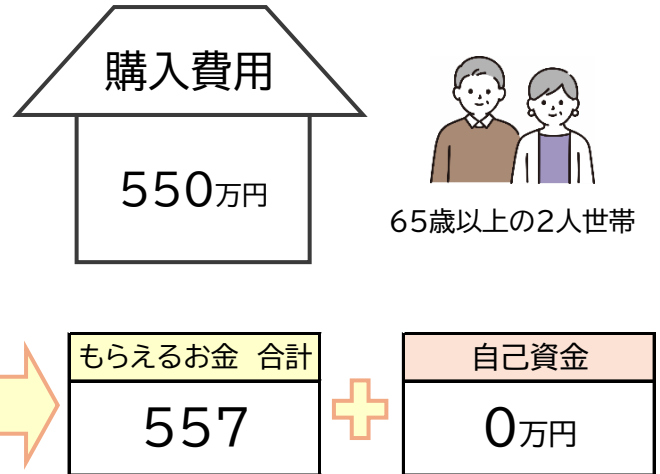 購入費用
550万円
65歳以上の2人世帯
もらえるお金 合計
557
自己資金
0万円